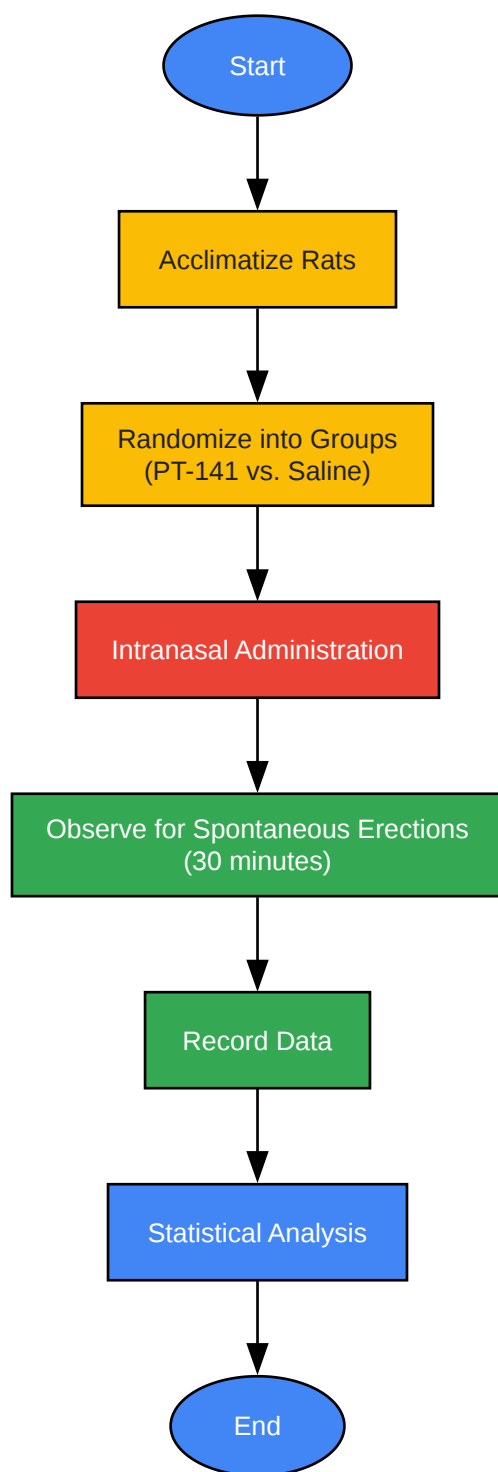 Start
Acclimatize Rats
Randomize into Groups
(PT-141 vs. Saline)
Intranasal Administration
Observe for Spontaneous Erections
(30 minutes)
Record Data
Statistical Analysis
End